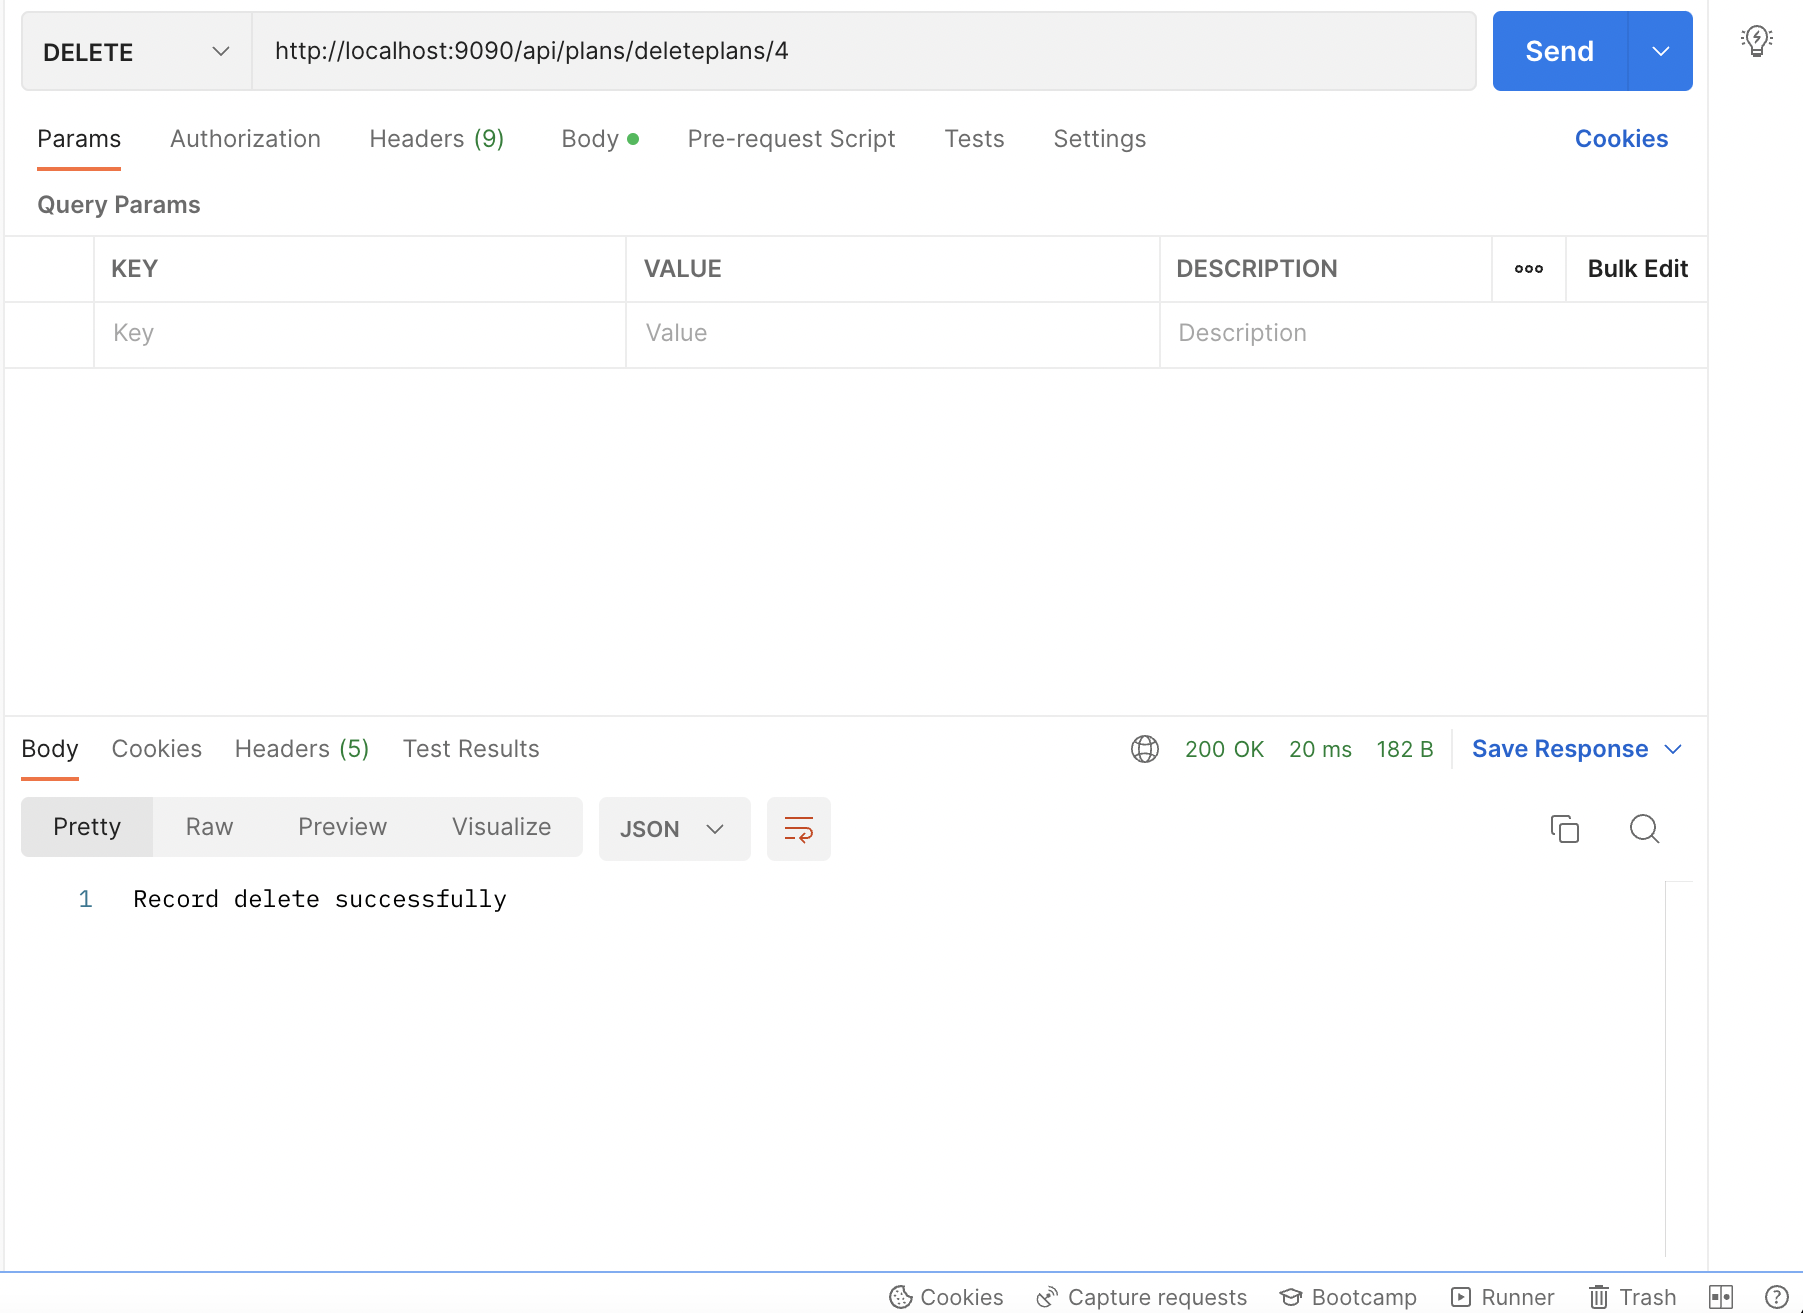 DELETE http://localhost:9090/api/plans/deleteplans/4 Send
Params Authorization Headers (9) Body Pre-request Script Tests Settings Cookies
Query Params
KEY VALUE DESCRIPTION Bulk Edit
Key Value Description
Body Cookies Headers (5) Test Results 200 OK 20 ms 182 B Save Response
Pretty Raw Preview Visualize JSON
1 Record delete successfully
Cookies Capture requests Bootcamp Runner Trash